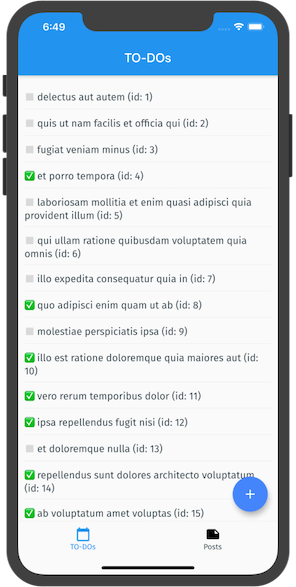 6:49
TO-DOs
delectus aut autem (id: 1)
quis ut nam facilis et officia qui (id: 2)
fugiat veniam minus (id: 3)
et porro tempora (id: 4)
laboriosam mollitia et enim quasi adipisci quia
provident illum (id: 5)
qui ullam ratione quibusdam voluptatem quia
omnis (id: 6)
illo expedita consequatur quia in (id: 7)
quo adipisci enim quam ut ab (id: 8)
molestiae perspiciatis ipsa (id: 9)
illo est ratione doloremque quia maiores aut (id:
10)
vero rerum temporibus dolor (id: 11)
ipsa repellendus fugit nisi (id: 12)
et doloremque nulla (id: 13)
repellendus sunt dolores architecto voluptatum
(id: 14)
ab voluptatum amet voluptas (id: 15)
+
TO-DOs
Posts